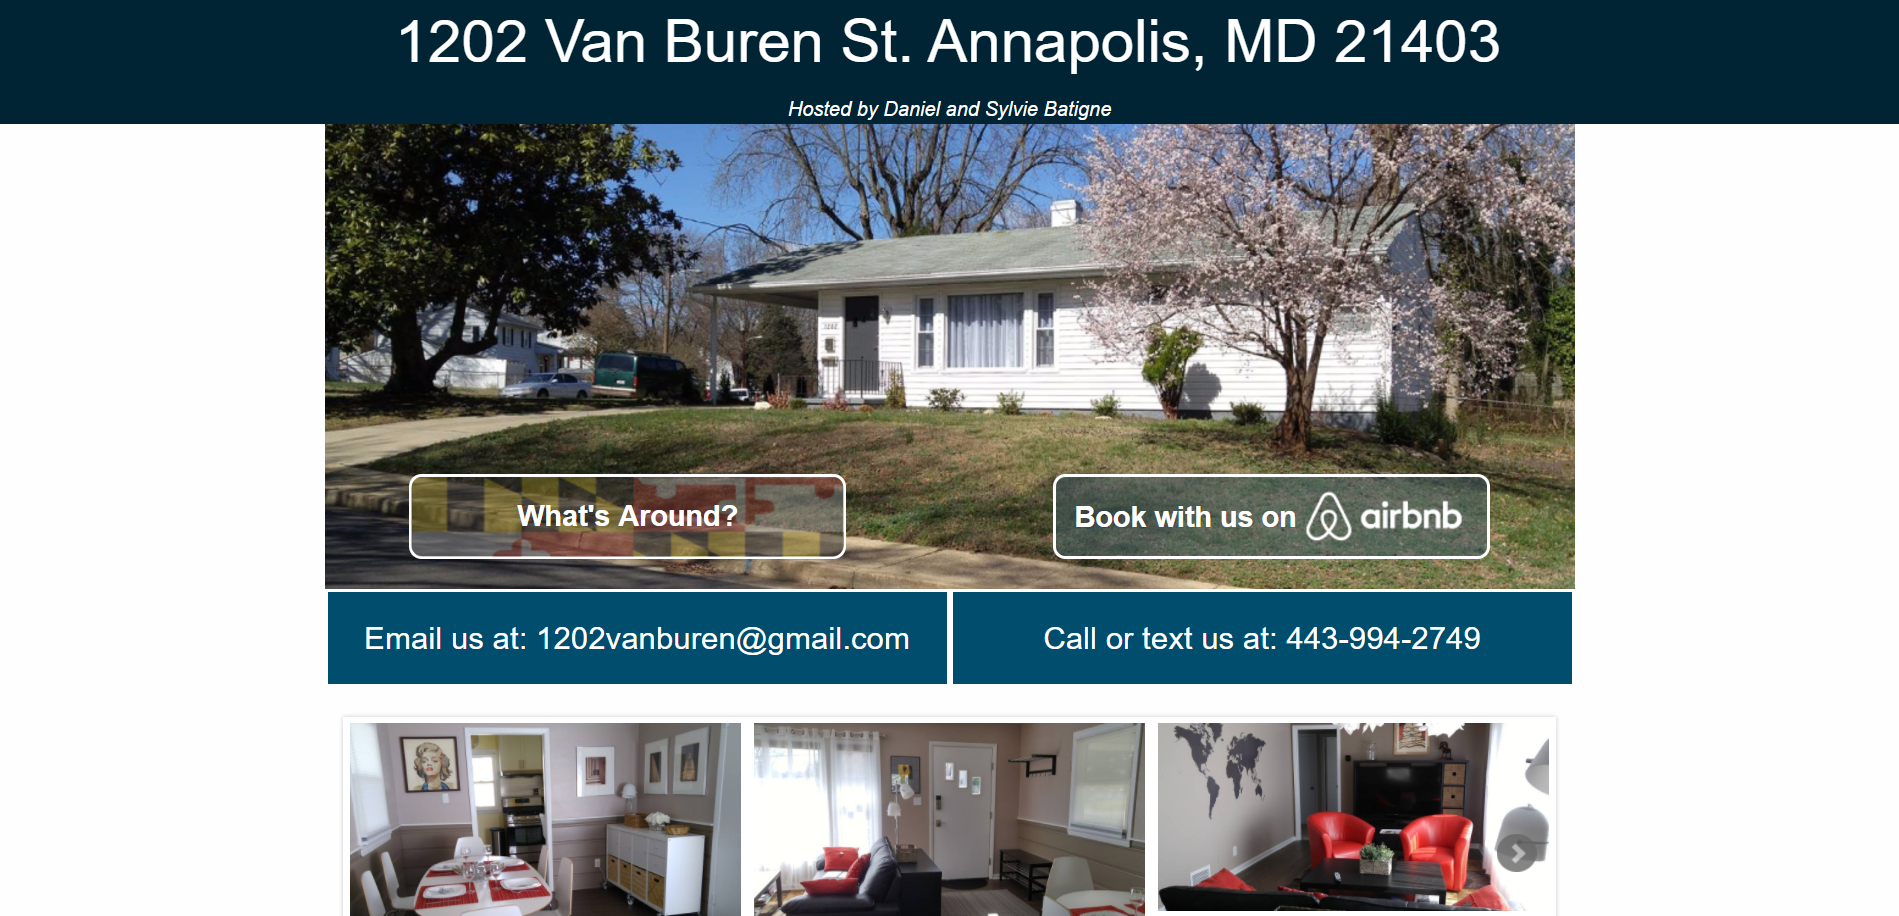 1202 Van Buren St. Annapolis, MD 21403
Hosted by Daniel and Sylvie Batigne
1202
What's Around?
Book with us on airbnb
Email us at: 1202vanburen@gmail.com
Call or text us at: 443-994-2749